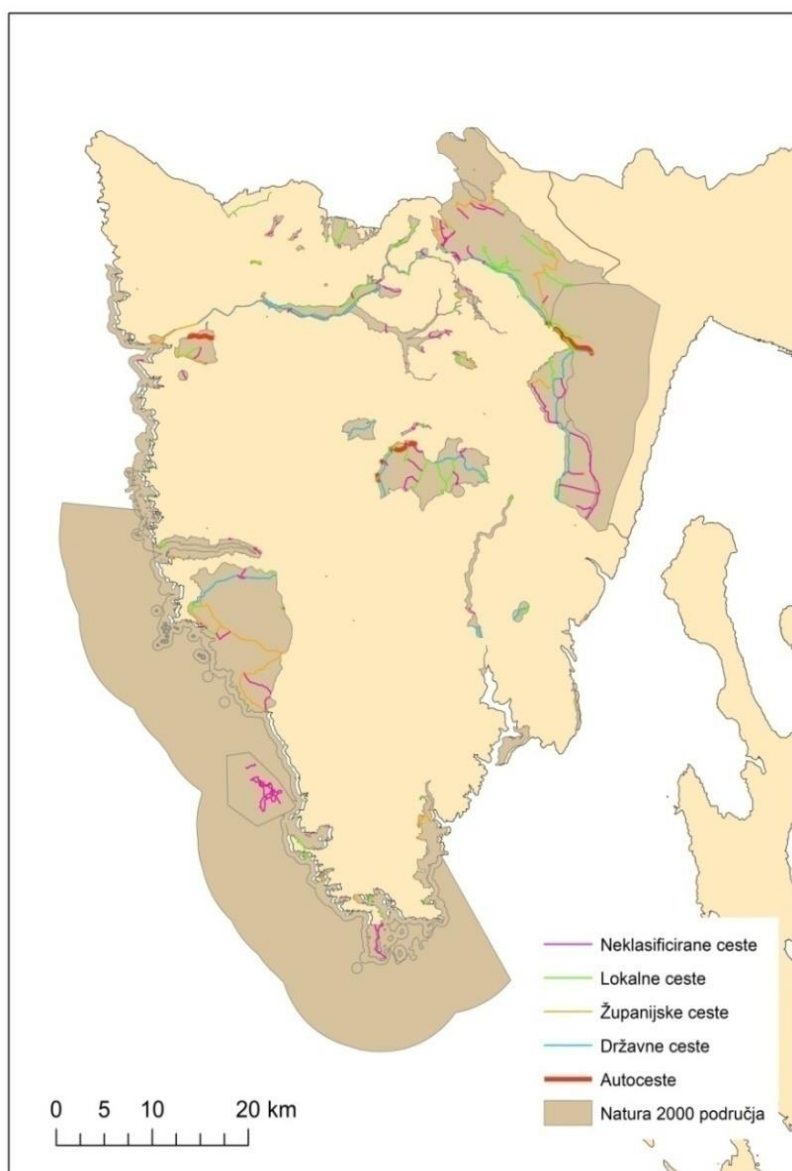 Neklasificirane ceste
Lokalne ceste
Županijske ceste
Državne ceste
Autoceste
Natura 2000 područja
0 5 10 20 km